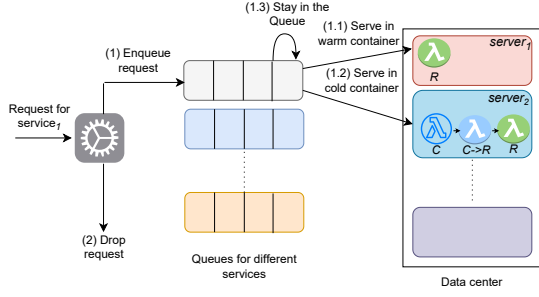 (1.3) Stay in the
Queue
(1) Enqueue
request
(1.1) Serve in
warm container
(1.2) Serve in
cold container
server1
R
server2
C
C->R
R
Request for
service1
(2) Drop
request
Queues for different
services
Data center